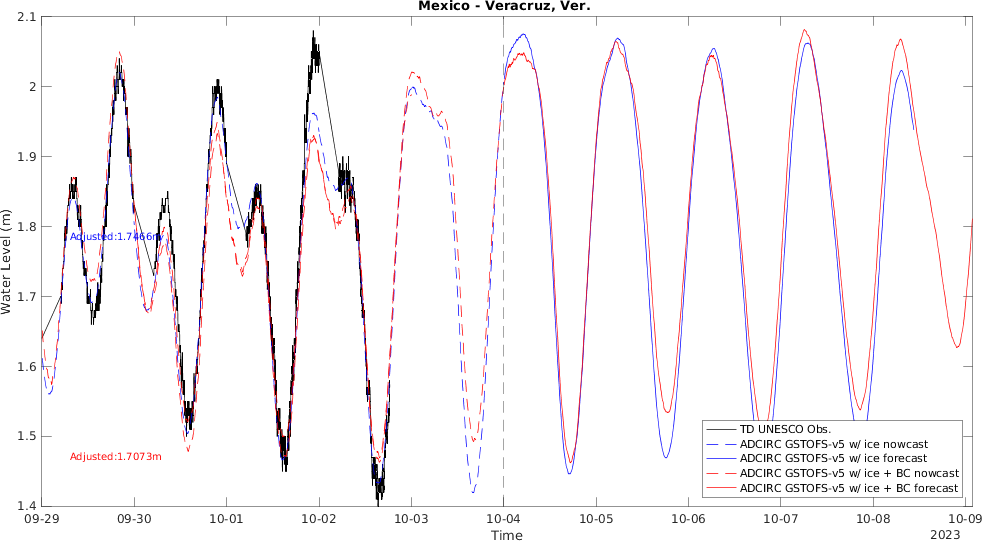 Mexico - Veracruz, Ver.
2.1
2
1.9
1.8
1.7
1.6
1.5
1.4
Water Level (m)
Adjusted:1.7466m
Adjusted:1.7073m
TD UNESCO Obs.
ADCIRC GSTOFS-v5 w/ ice nowcast
ADCIRC GSTOFS-v5 w/ ice forecast
ADCIRC GSTOFS-v5 w/ ice + BC nowcast
ADCIRC GSTOFS-v5 w/ ice + BC forecast
09-29 09-30 10-01 10-02 10-03 10-04 10-05 10-06 10-07 10-08 10-09
Time
2023